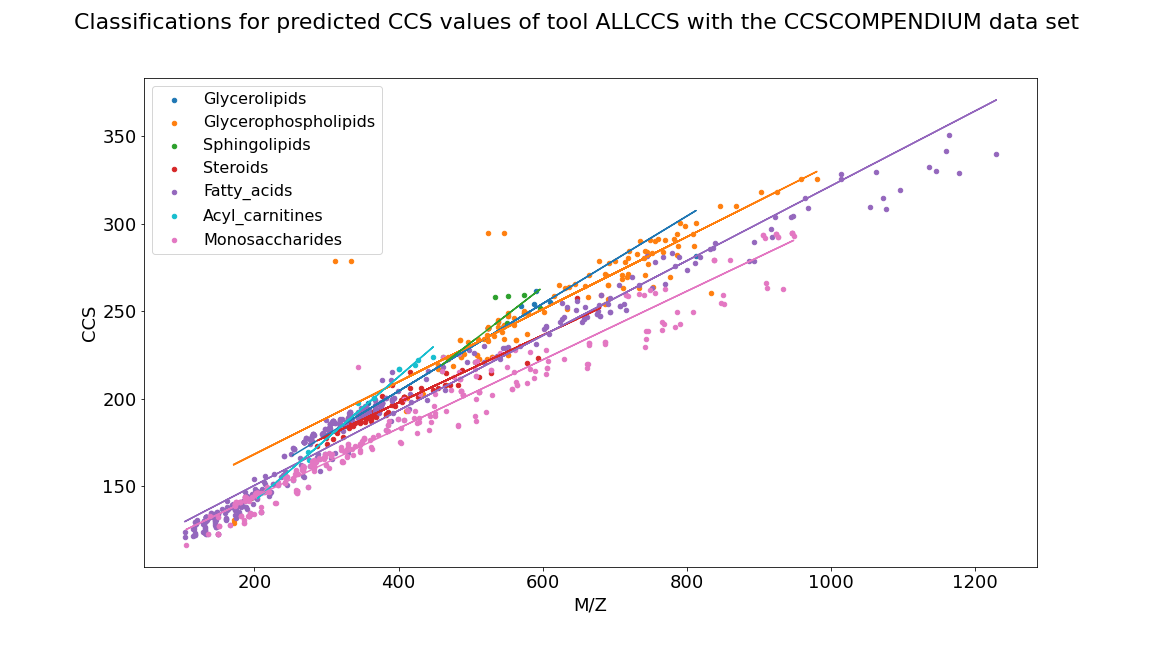 Classifications for predicted CCS values of tool ALLCCS with the CCSCOMPENDIUM data set
Glycerolipids
Glycerophospholipids
Sphingolipids
Steroids
Fatty_acids
Acyl_carnitines
Monosaccharides
350
300
250
200
150
CCS
200 400 600 800 1000 1200
M/Z